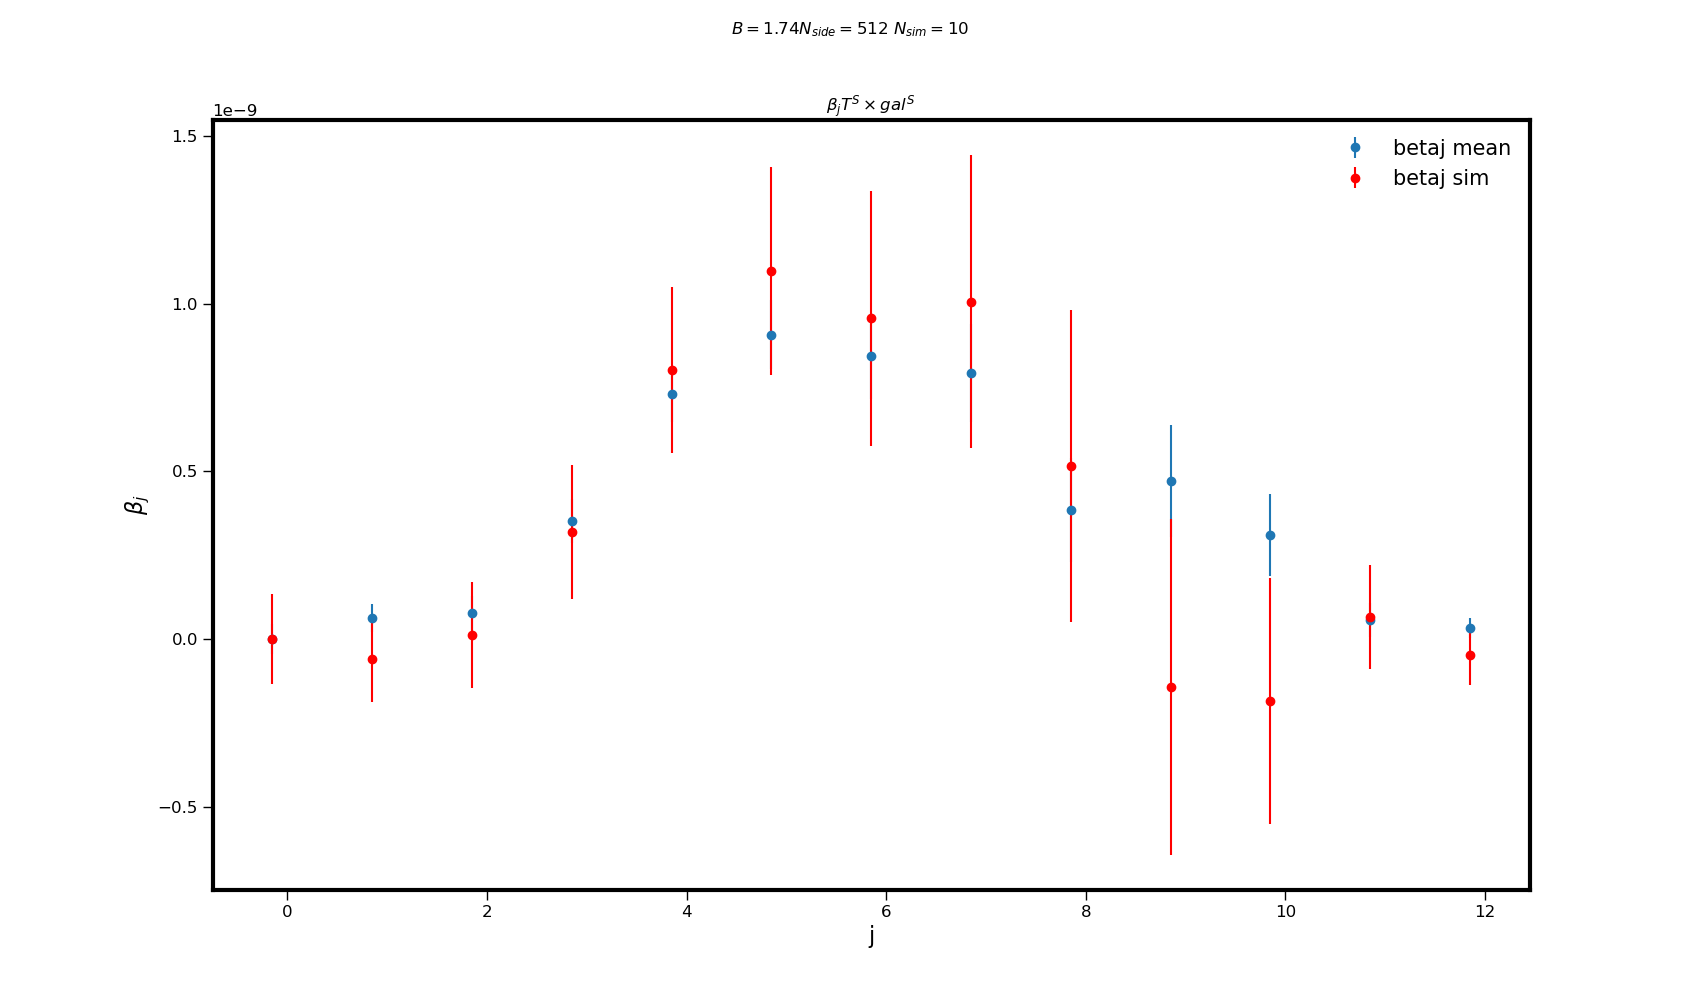 B = 1.74N_side = 512 N_sim = 10
β_j T^S × gal^S
1e−9
betaj mean
betaj sim
1.5
1.0
0.5
0.0
−0.5
β_j
0 2 4 6 8 10 12
j